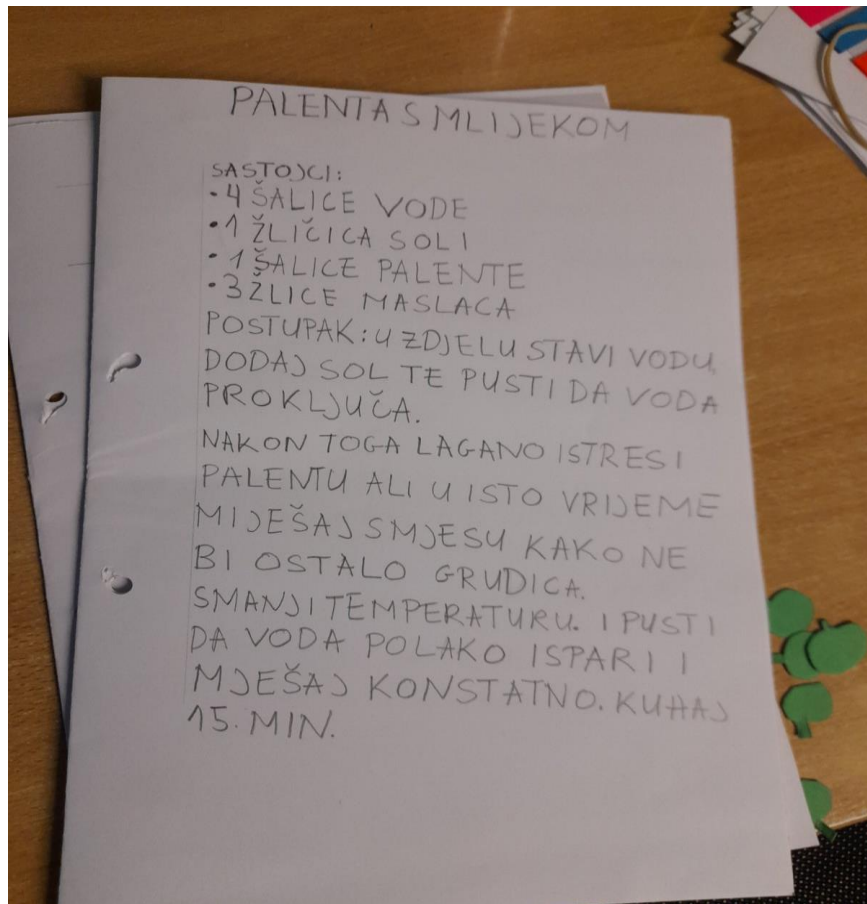 PALENTA S MLIJEKOM
SASTOJCI:
•4 ŠALICE VODE
•1 ŽLIČICA SOLI
•1 ŠALICE PALENTE
•3 ŽLICE MASLACA
POSTUPAK: U ZDJELU STAVI VODU,
DODAJ SOL TE PUSTI DA VODA
PROKLJUČA.
NAKON TOGA LAGANO ISTRESI
PALENTU ALI U ISTO VRIJEME
MIJEŠAJ SMJESU KAKO NE
BI OSTALO GRUDICA.
SMANJI TEMPERATURU. I PUSTI
DA VODA POLAKO ISPARI I
MJEŠAJ KONSTATNO. KUHAJ
15. MIN.